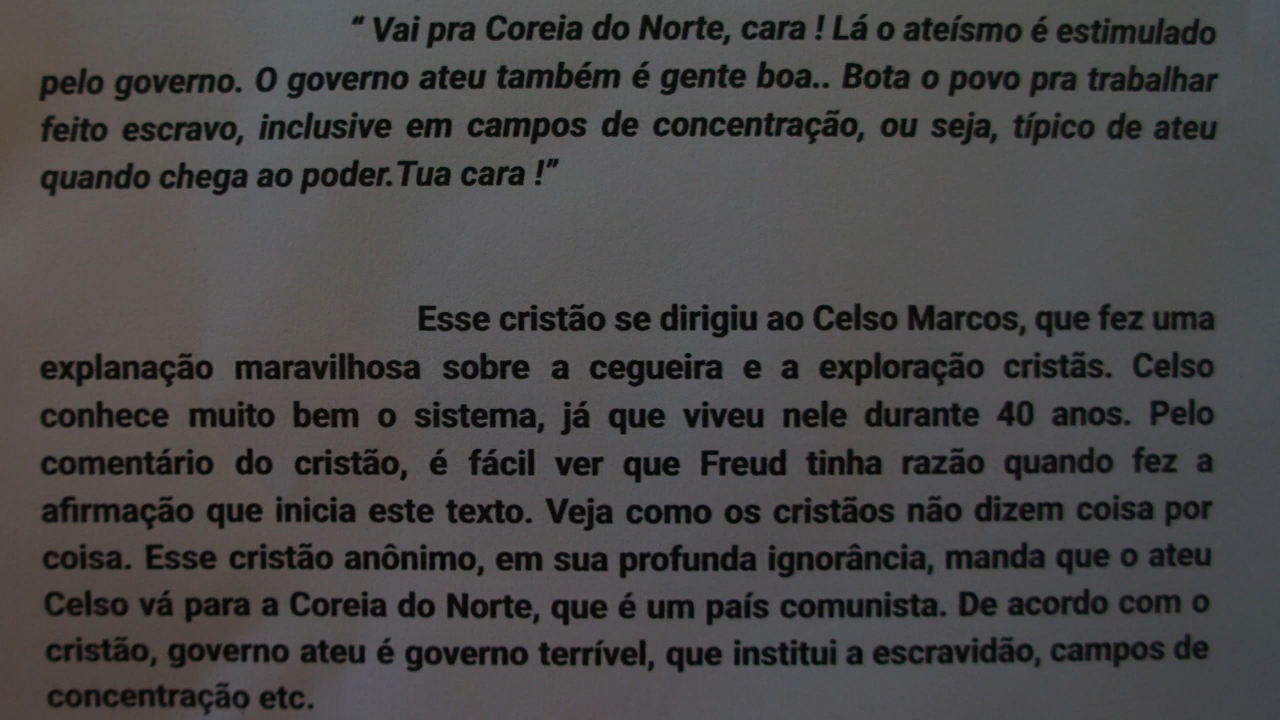 “ Vai pra Coreia do Norte, cara ! Lá o ateísmo é estimulado
pelo governo. O governo ateu também é gente boa.. Bota o povo pra trabalhar
feito escravo, inclusive em campos de concentração, ou seja, típico de ateu
quando chega ao poder.Tua cara !”
Esse cristão se dirigiu ao Celso Marcos, que fez uma
explanação maravilhosa sobre a cegueira e a exploração cristãs. Celso
conhece muito bem o sistema, já que viveu nele durante 40 anos. Pelo
comentário do cristão, é fácil ver que Freud tinha razão quando fez a
afirmação que inicia este texto. Veja como os cristãos não dizem coisa por
coisa. Esse cristão anônimo, em sua profunda ignorância, manda que o ateu
Celso vá para a Coreia do Norte, que é um país comunista. De acordo com o
cristão, governo ateu é governo terrível, que institui a escravidão, campos de
concentração etc.